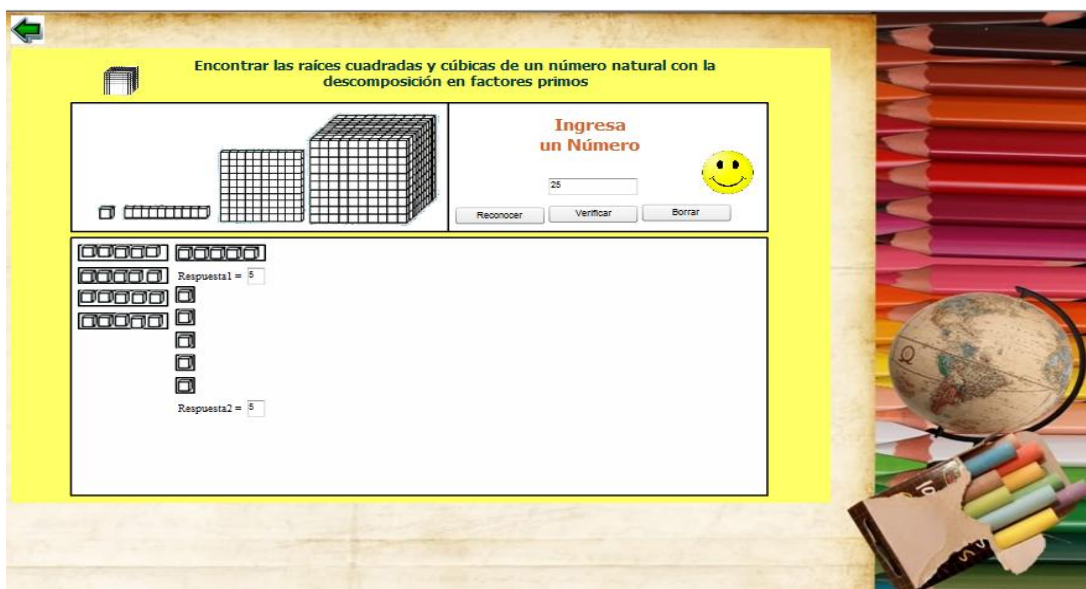 Encontrar las raíces cuadradas y cúbicas de un número natural con la
descomposición en factores primos
Ingresa
un Número
25
Reconocer
Verificar
Borrar
Respuesta1 = 5
Respuesta2 = 5